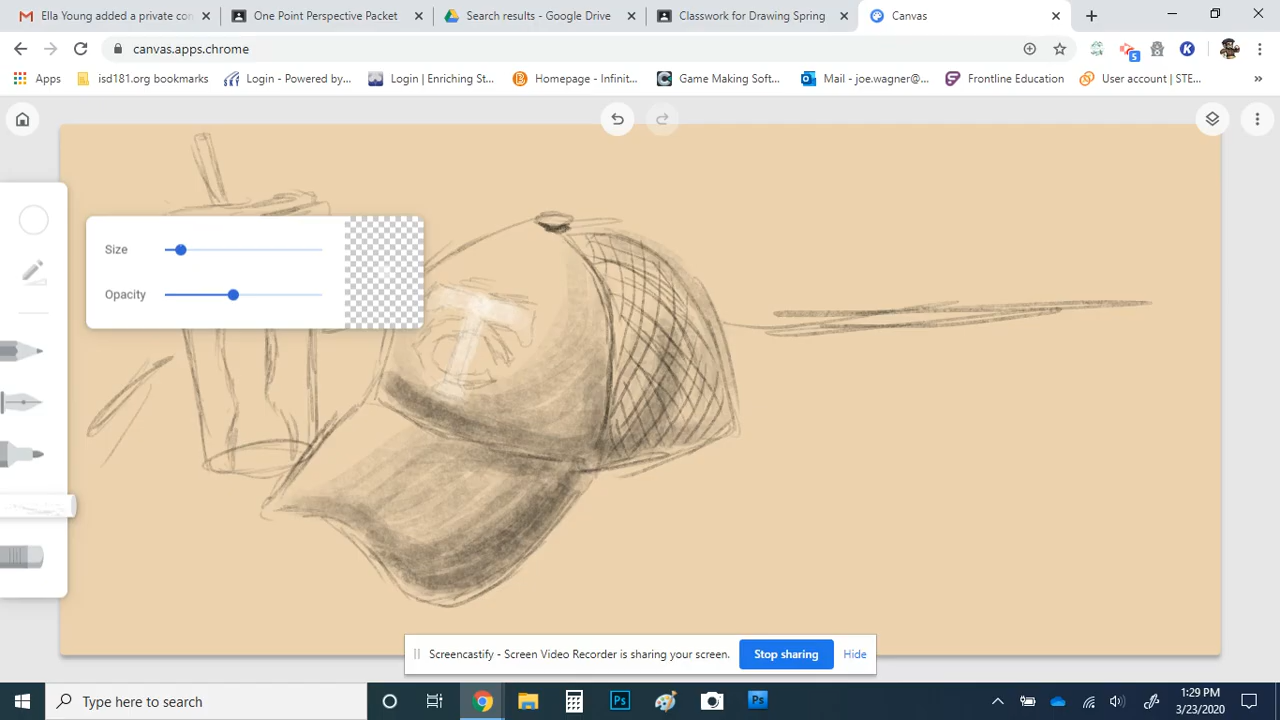 Ella Young added a private co
One Point Perspective Packet
Search results - Google Drive
Classwork for Drawing Spring
Canvas
canvas.apps.chrome
5
K
Apps
isd181.org bookmarks
Login - Powered by...
Login | Enriching St...
Homepage - Infinit...
Game Making Soft...
Mail - joe.wagner@...
Frontline Education
User account | STE...
»
Size
Opacity
T
Screencastify - Screen Video Recorder is sharing your screen.
Stop sharing
Hide
Type here to search
Ps
Ps
1:29 PM
3/23/2020